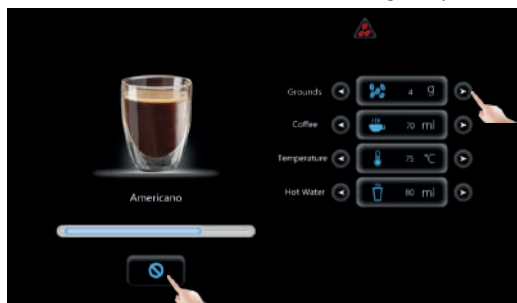 Grounds 4 g
Coffee 70 ml
Temperature 75 °C
Hot Water 80 ml
Americano